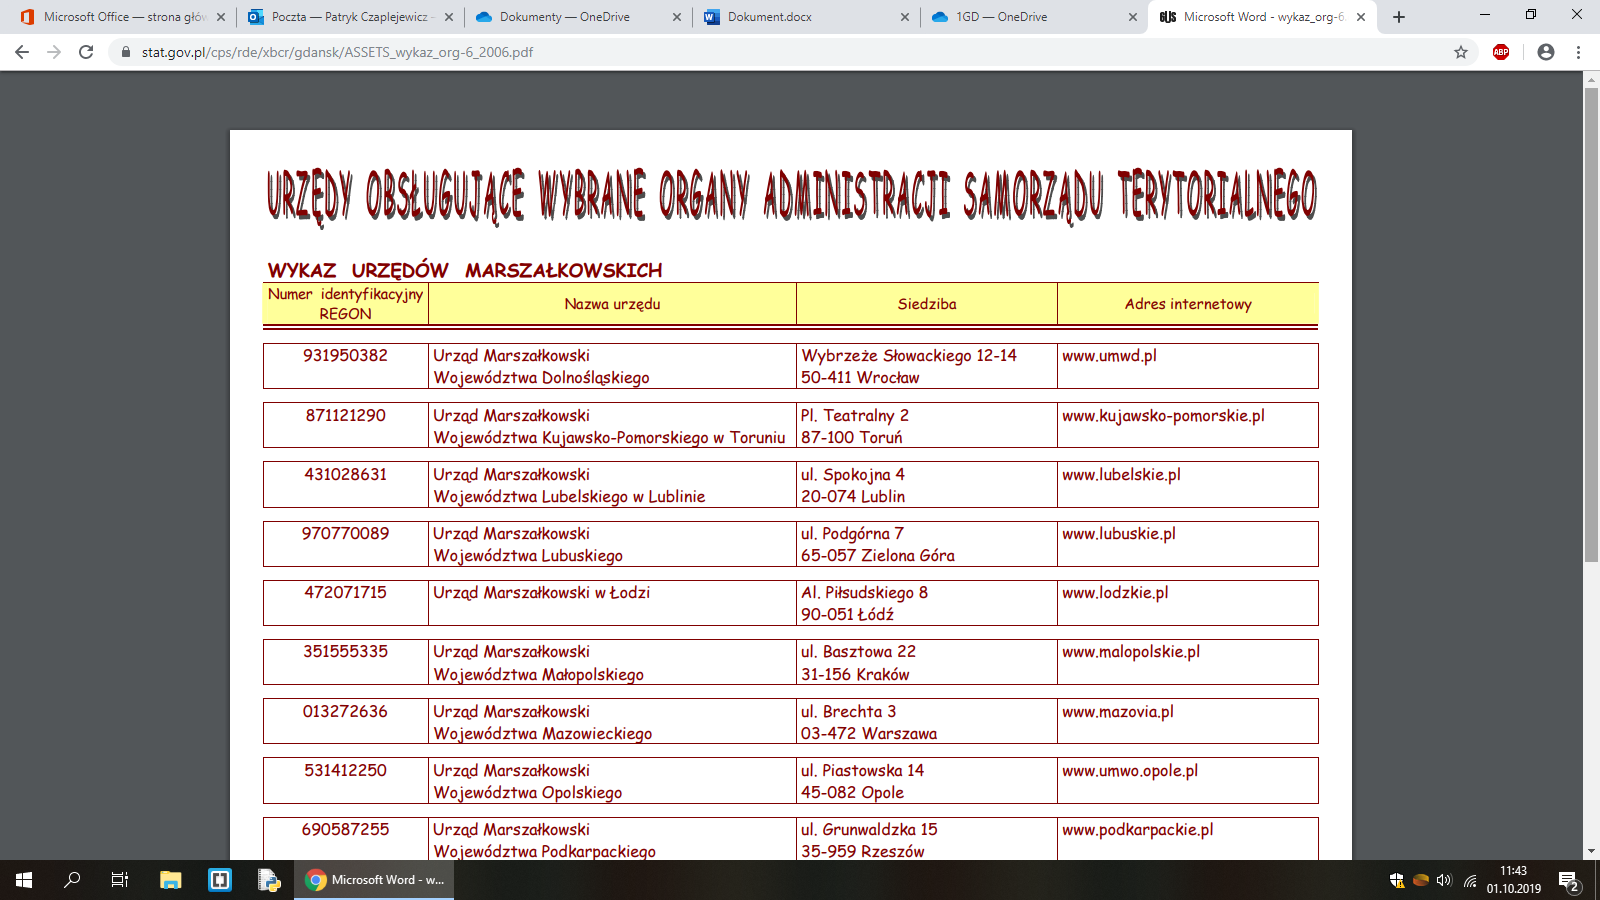 Microsoft Office — strona głów
Poczta — Patryk Czaplejewicz -
Dokumenty — OneDrive
Dokument.docx
1GD — OneDrive
GUS Microsoft Word - wykaz_org-6
stat.gov.pl/cps/rde/xbcr/gdansk/ASSETS_wykaz_org-6_2006.pdf
ABP
URZĘDY OBSŁUGUJĄCE WYBRANE ORGANY ADMINISTRACJI SAMORZĄDU TERYTORIALNEGO
WYKAZ URZĘDÓW MARSZAŁKOWSKICH
Numer identyfikacyjny
REGON
Nazwa urzędu
Siedziba
Adres internetowy
931950382 Urząd Marszałkowski Wybrzeże Słowackiego 12-14 www.umwd.pl
Województwa Dolnośląskiego 50-411 Wrocław
871121290 Urząd Marszałkowski Pl. Teatralny 2 www.kujawsko-pomorskie.pl
Województwa Kujawsko-Pomorskiego w Toruniu 87-100 Toruń
431028631 Urząd Marszałkowski ul. Spokojna 4 www.lubelskie.pl
Województwa Lubelskiego w Lublinie 20-074 Lublin
970770089 Urząd Marszałkowski ul. Podgórna 7 www.lubuskie.pl
Województwa Lubuskiego 65-057 Zielona Góra
472071715 Urząd Marszałkowski w Łodzi Al. Piłsudskiego 8 www.lodzkie.pl
90-051 Łódź
351555335 Urząd Marszałkowski ul. Basztowa 22 www.malopolskie.pl
Województwa Małopolskiego 31-156 Kraków
013272636 Urząd Marszałkowski ul. Brechta 3 www.mazovia.pl
Województwa Mazowieckiego 03-472 Warszawa
531412250 Urząd Marszałkowski ul. Piastowska 14 www.umwo.opole.pl
Województwa Opolskiego 45-082 Opole
690587255 Urząd Marszałkowski ul. Grunwaldzka 15 www.podkarpackie.pl
Województwa Podkarpackiego 35-959 Rzeszów
Microsoft Word - w...
11:43
01.10.2019
2